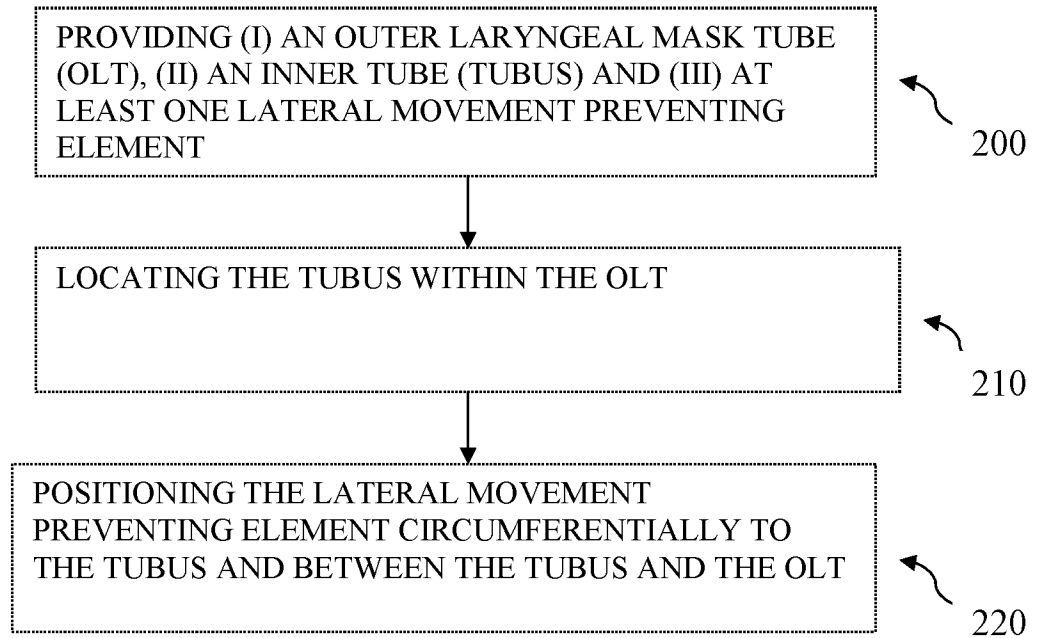 PROVIDING (I) AN OUTER LARYNGEAL MASK TUBE
(OLT), (II) AN INNER TUBE (TUBUS) AND (III) AT
LEAST ONE LATERAL MOVEMENT PREVENTING
ELEMENT
200
LOCATING THE TUBUS WITHIN THE OLT
210
POSITIONING THE LATERAL MOVEMENT
PREVENTING ELEMENT CIRCUMFERENTIALLY TO
THE TUBUS AND BETWEEN THE TUBUS AND THE OLT
220